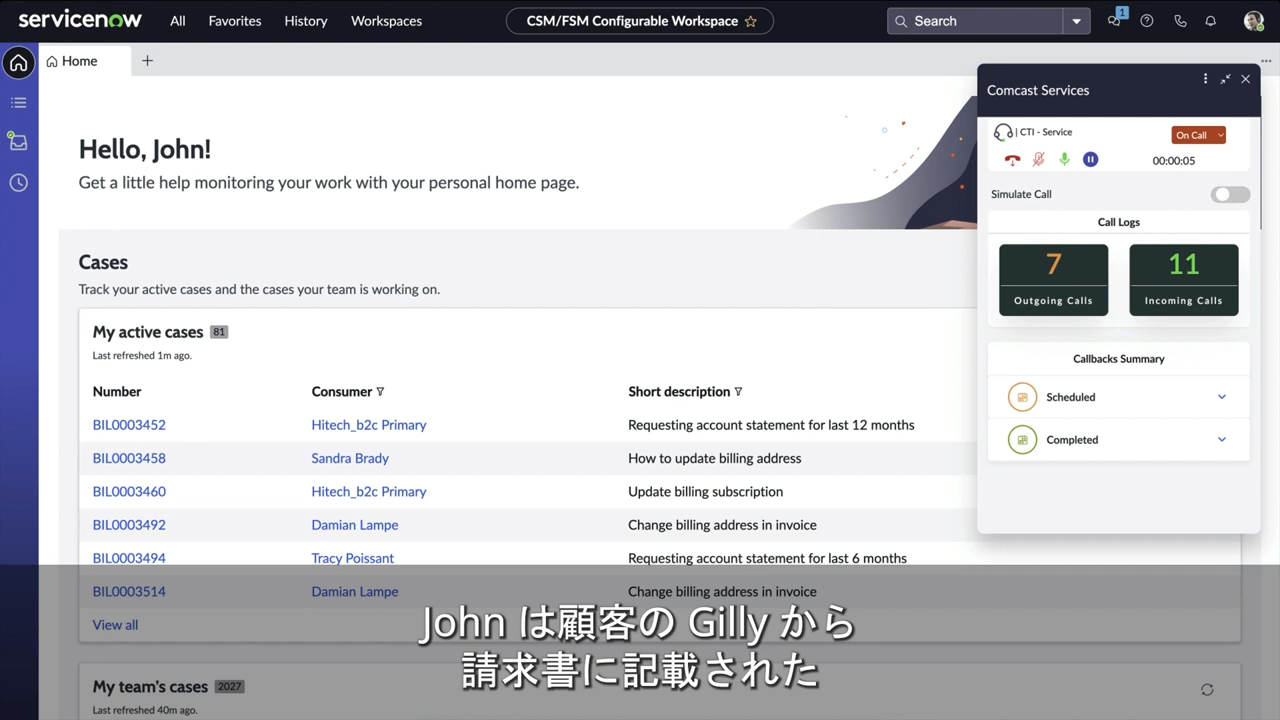 servicenow All Favorites History Workspaces CSM/FSM Configurable Workspace Search 1
Home
Comcast Services
CTI - Service On Call
00:00:05
Simulate Call
Call Logs
7 11
Outgoing Calls Incoming Calls
Callbacks Summary
Scheduled
Completed
Hello, John!
Get a little help monitoring your work with your personal home page.
Cases
Track your active cases and the cases your team is working on.
My active cases 81
Last refreshed 1m ago.
Number Consumer Short description
BIL0003452 Hitech_b2c Primary Requesting account statement for last 12 months
BIL0003458 Sandra Brady How to update billing address
BIL0003460 Hitech_b2c Primary Update billing subscription
BIL0003492 Damian Lampe Change billing address in invoice
BIL0003494 Tracy Poissant Requesting account statement for last 6 months
BIL0003514 Damian Lampe Change billing address in invoice
View all
My team's cases 2027
Last refreshed 40m ago.
John は顧客の Gilly から
請求書に記載された